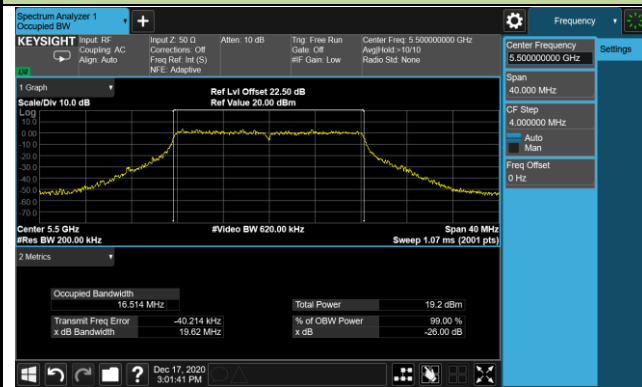 Spectrum Analyzer 1
Occupied BW
Frequency
KEYSIGHT
Input: RF
Coupling: AC
Align: Auto
Input Z: 50 Ω
Corrections: Off
Freq Ref: Int (S)
NFE: Adaptive
Atten: 10 dB
Trig: Free Run
Gate: Off
#IF Gain: Low
Center Freq: 5.500000000 GHz
Avg|Hold:>10/10
Radio Std: None
LXI
1 Graph
Scale/Div 10.0 dB
Ref Lvl Offset 22.50 dB
Ref Value 20.00 dBm
Log
10.0
0.00
-10.0
-20.0
-30.0
-40.0
-50.0
-60.0
-70.0
Center 5.5 GHz
#Res BW 200.00 kHz
#Video BW 620.00 kHz
Span 40 MHz
Sweep 1.07 ms (2001 pts)
2 Metrics
Occupied Bandwidth
16.514 MHz
Transmit Freq Error -40.214 kHz
x dB Bandwidth 19.62 MHz
Total Power 19.2 dBm
% of OBW Power 99.00 %
x dB -26.00 dB
Center Frequency
5.500000000 GHz
Settings
Span
40.000 MHz
CF Step
4.000000 MHz
Auto
Man
Freq Offset
0 Hz
?
Dec 17, 2020
3:01:41 PM